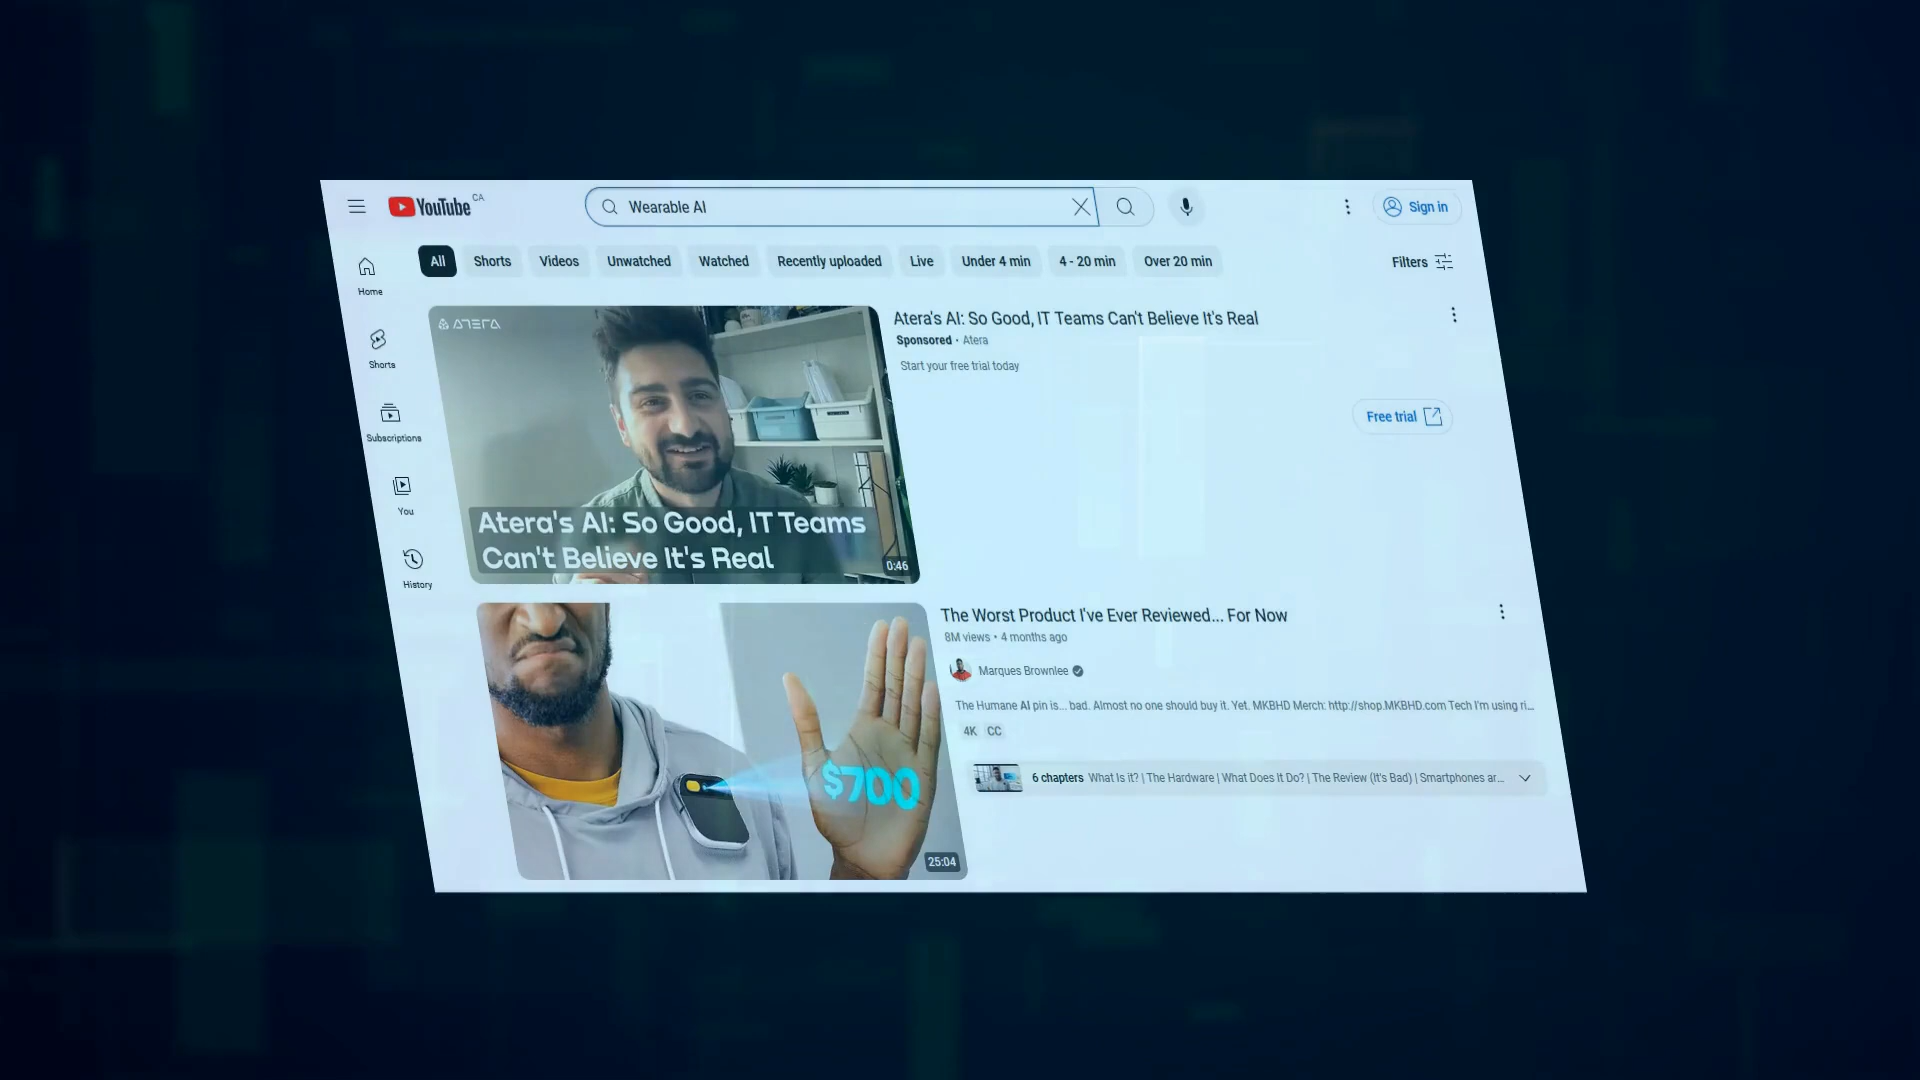 YouTube CA
Wearable AI
Sign in
All
Shorts
Videos
Unwatched
Watched
Recently uploaded
Live
Under 4 min
4 - 20 min
Over 20 min
Filters
Home
Shorts
Subscriptions
You
History
ATERA
Atera's AI: So Good, IT Teams
Can't Believe It's Real
0:46
Atera's AI: So Good, IT Teams Can't Believe It's Real
Sponsored · Atera
Start your free trial today
Free trial
$700
25:04
The Worst Product I've Ever Reviewed... For Now
8M views • 4 months ago
Marques Brownlee
The Humane AI pin is... bad. Almost no one should buy it. Yet. MKBHD Merch: http://shop.MKBHD.com Tech I'm using ri...
4K CC
6 chapters What Is it? | The Hardware | What Does It Do? | The Review (It's Bad) | Smartphones ar...